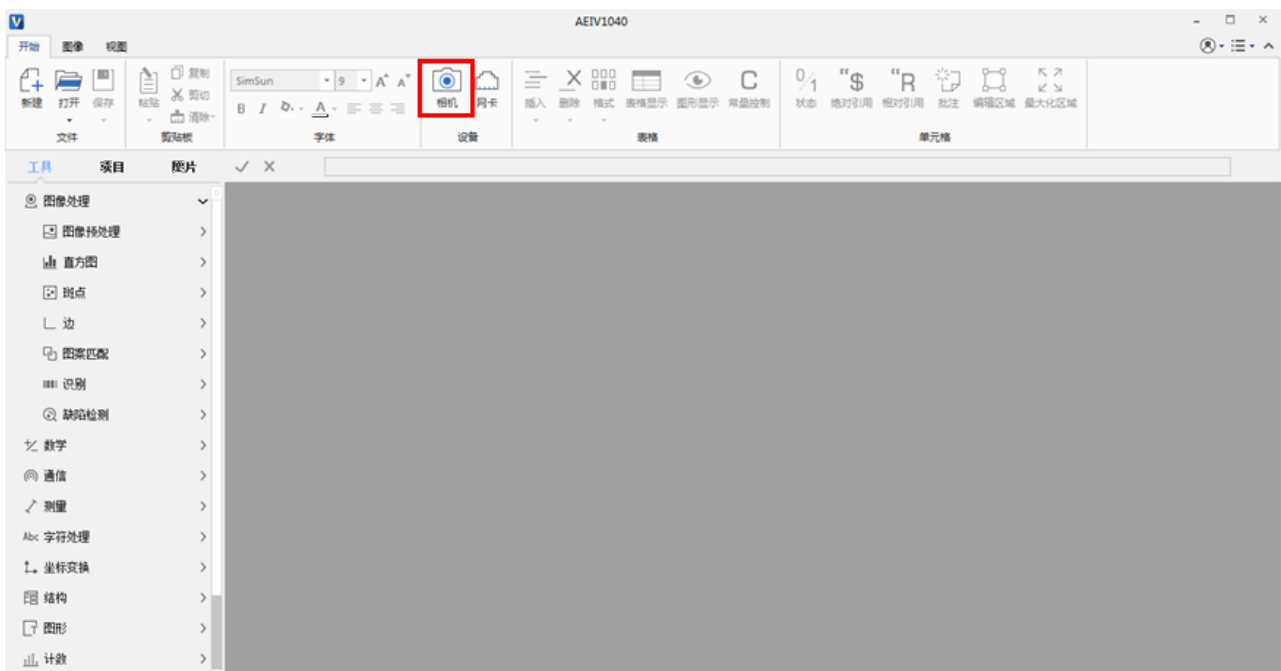 AEIV1040
开始 图像 视图
新建 打开 保存 粘贴 复制 剪切 清除 SimSun 9 A A B I A 相机 网卡 插入 删除 格式 表格显示 图形显示 常量控制 0/1 状态 "$ 绝对引用 "R 相对引用 批注 编辑区域 最大化区域
文件 剪贴板 字体 设备 表格 单元格
工具 项目 照片
图像处理
图像预处理
直方图
斑点
边
图案匹配
识别
缺陷检测
数学
通信
测量
Abc 字符处理
坐标变换
结构
图形
计数